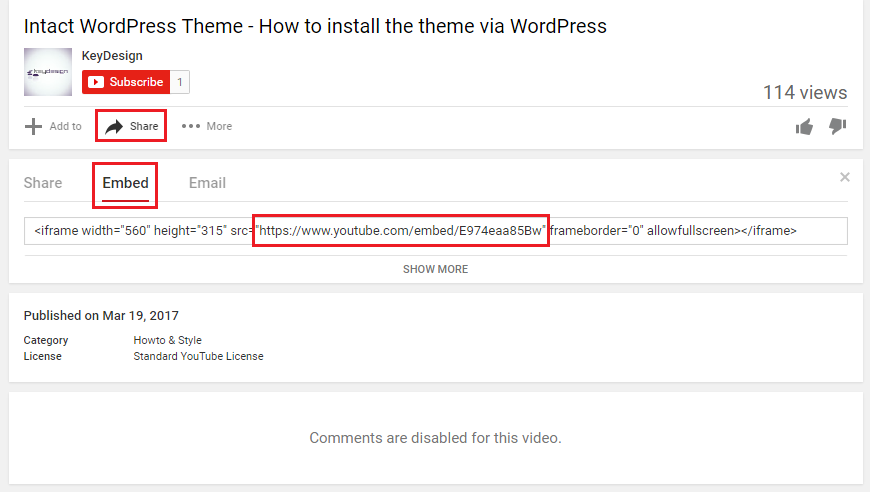 Intact WordPress Theme - How to install the theme via WordPress
keydesign
KeyDesign
Subscribe 1
114 views
Add to Share More
Share Embed Email
<iframe width="560" height="315" src="https://www.youtube.com/embed/E974eaa85Bw" frameborder="0" allowfullscreen></iframe>
SHOW MORE
Published on Mar 19, 2017
Category Howto & Style
License Standard YouTube License
Comments are disabled for this video.